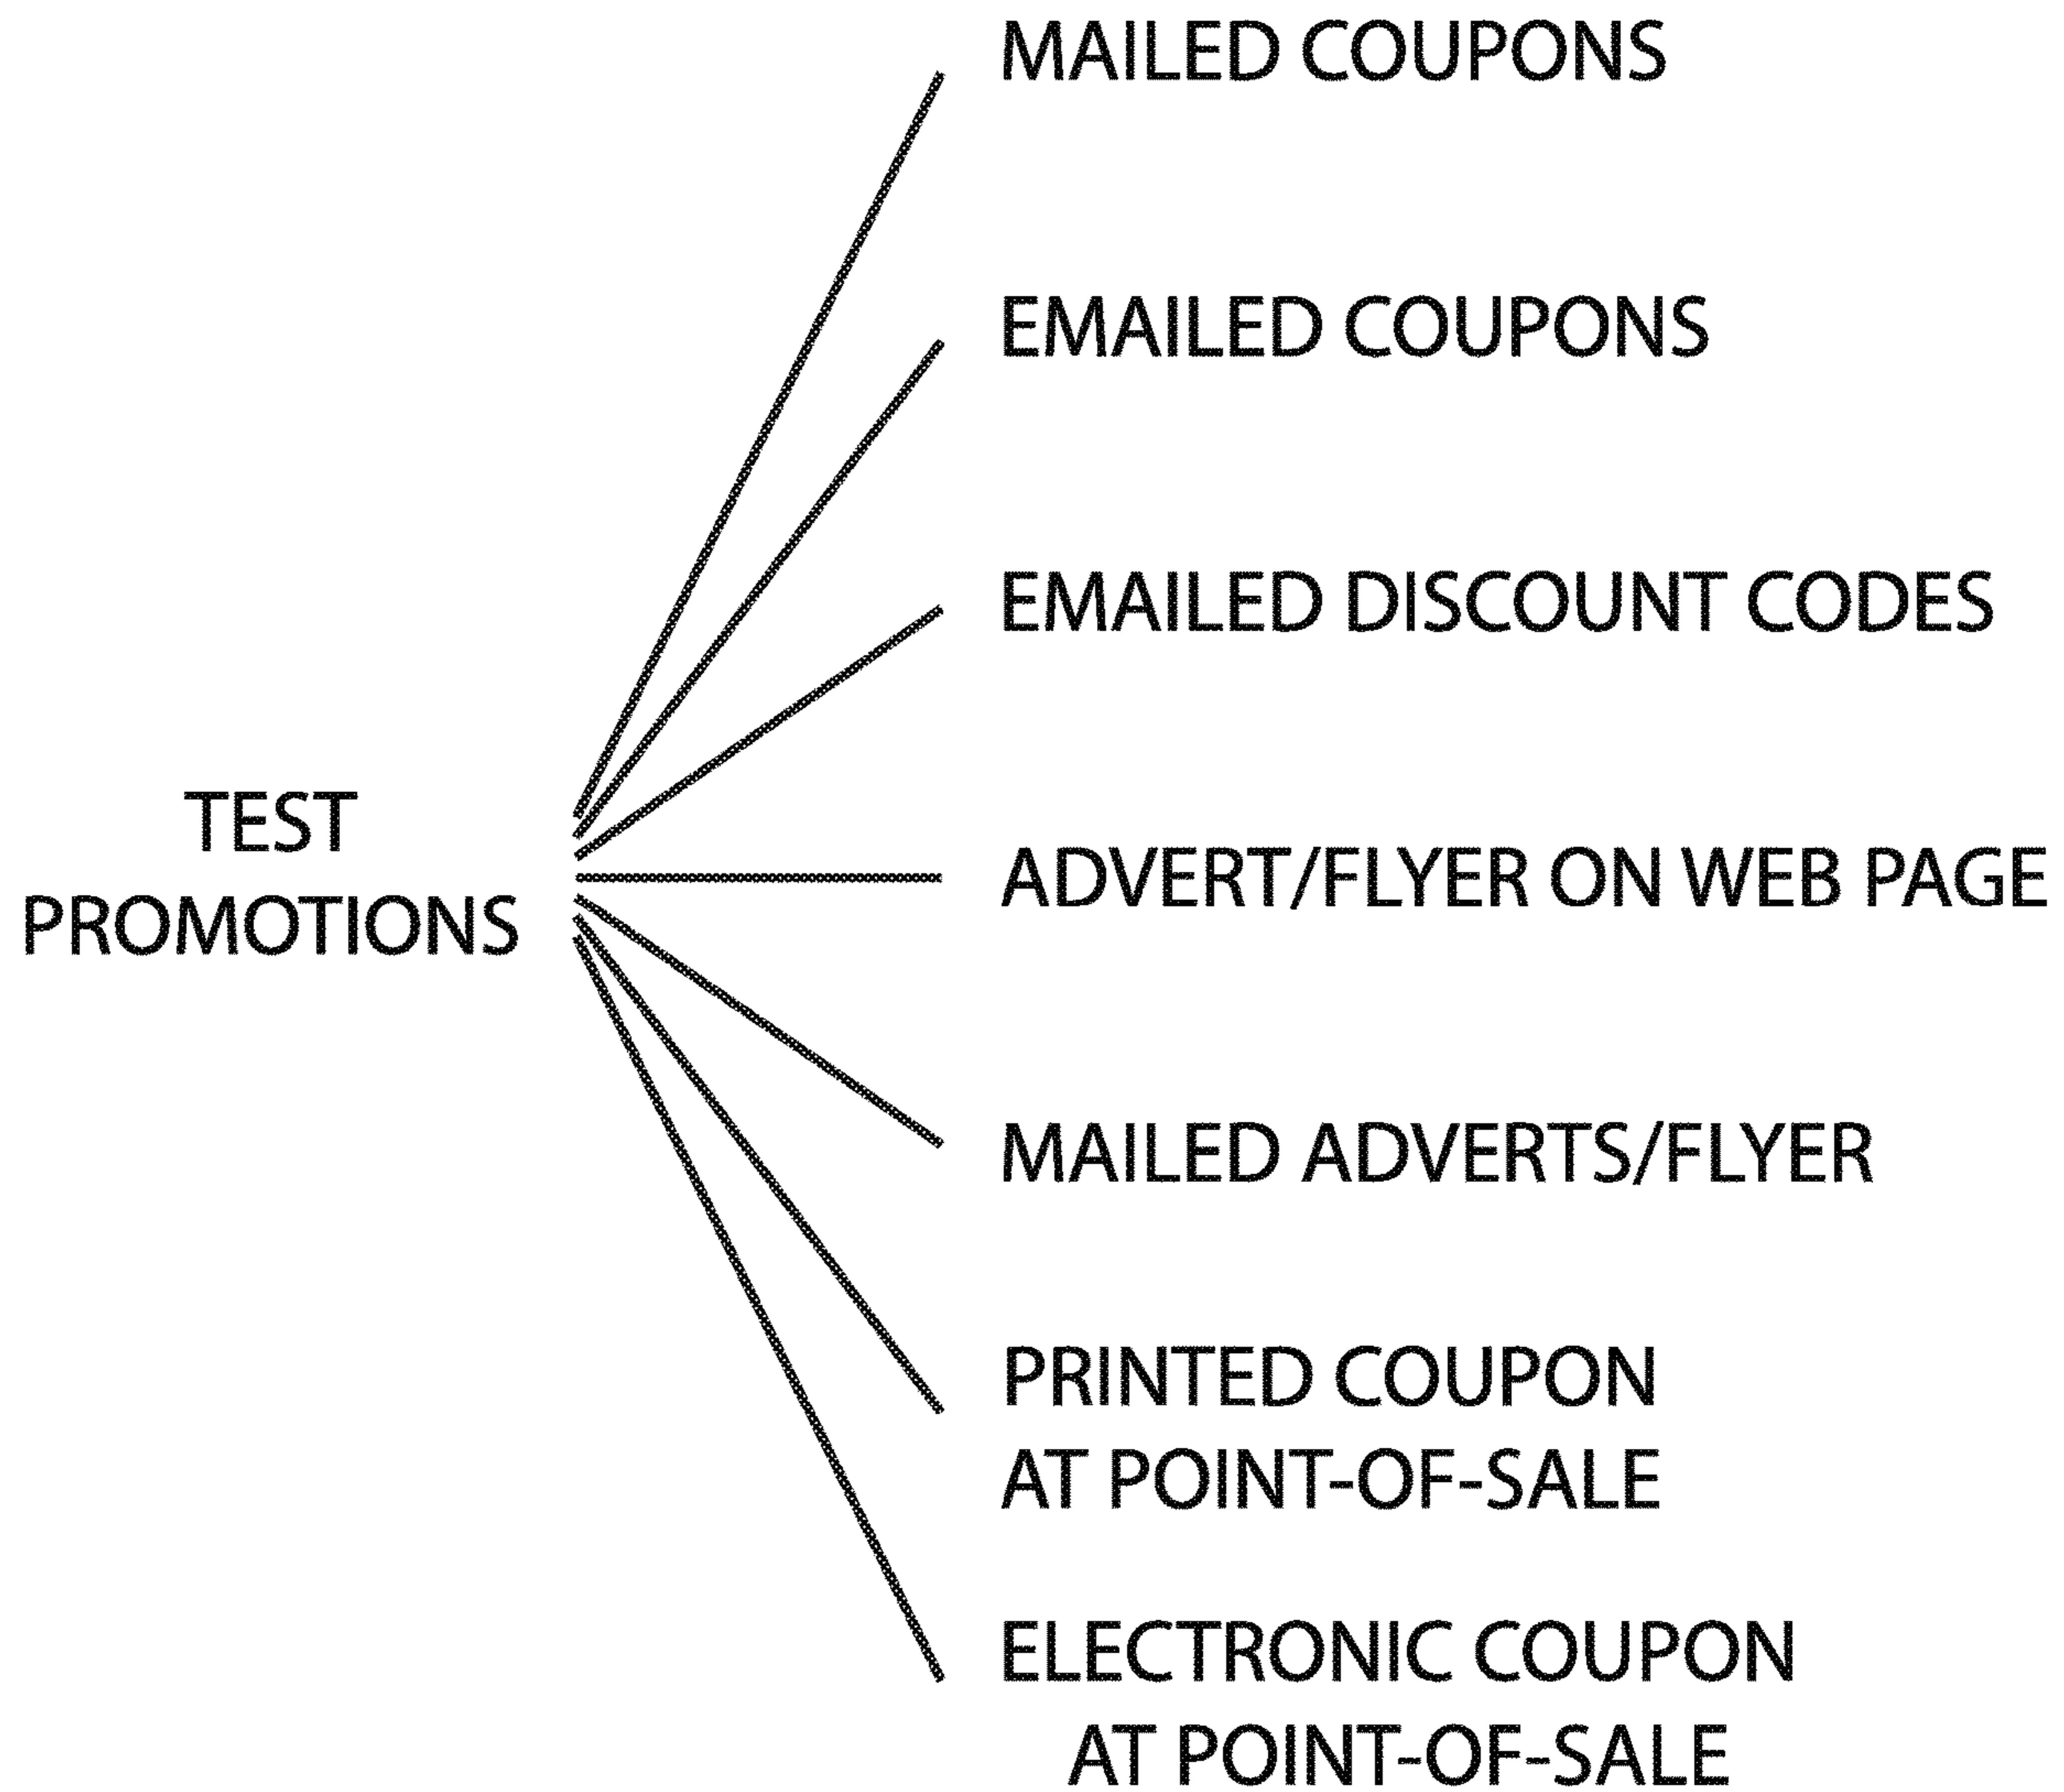 MAILED COUPONS
EMAILED COUPONS
EMAILED DISCOUNT CODES
TEST
PROMOTIONS
ADVERT/FLYER ON WEB PAGE
MAILED ADVERTS/FLYER
PRINTED COUPON
AT POINT-OF-SALE
ELECTRONIC COUPON
AT POINT-OF-SALE